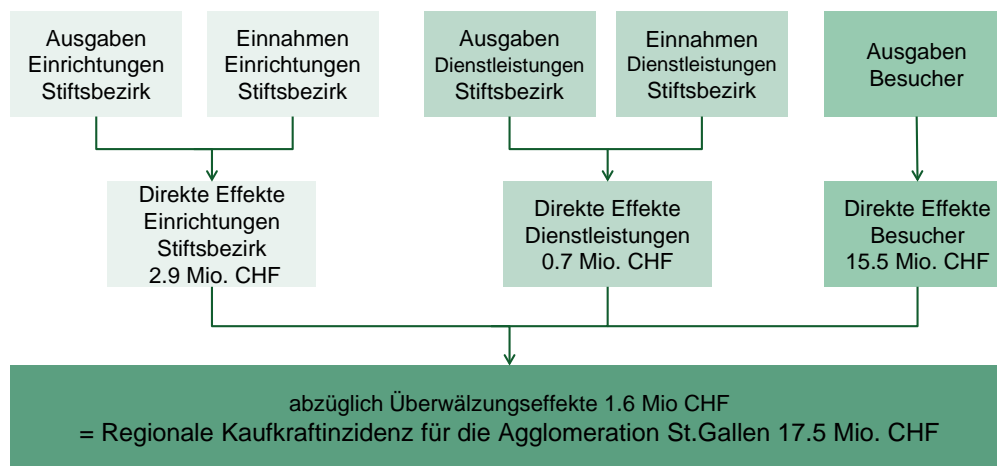 Ausgaben
Einrichtungen
Stiftsbezirk
Einnahmen
Einrichtungen
Stiftsbezirk
Ausgaben
Dienstleistungen
Stiftsbezirk
Einnahmen
Dienstleistungen
Stiftsbezirk
Ausgaben
Besucher
Direkte Effekte
Einrichtungen
Stiftsbezirk
2.9 Mio. CHF
Direkte Effekte
Dienstleistungen
0.7 Mio. CHF
Direkte Effekte
Besucher
15.5 Mio. CHF
abzüglich Überwälzungseffekte 1.6 Mio CHF
= Regionale Kaufkraftinzidenz für die Agglomeration St.Gallen 17.5 Mio. CHF